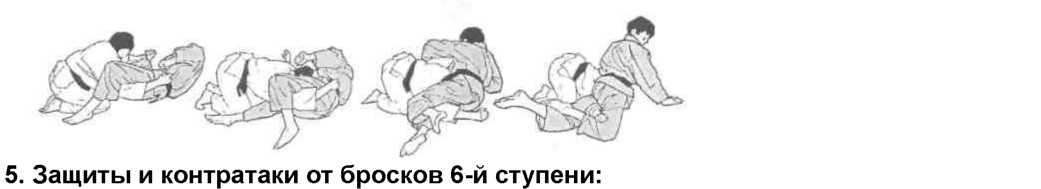 5. Защиты и контратаки от бросков 6-й ступени: